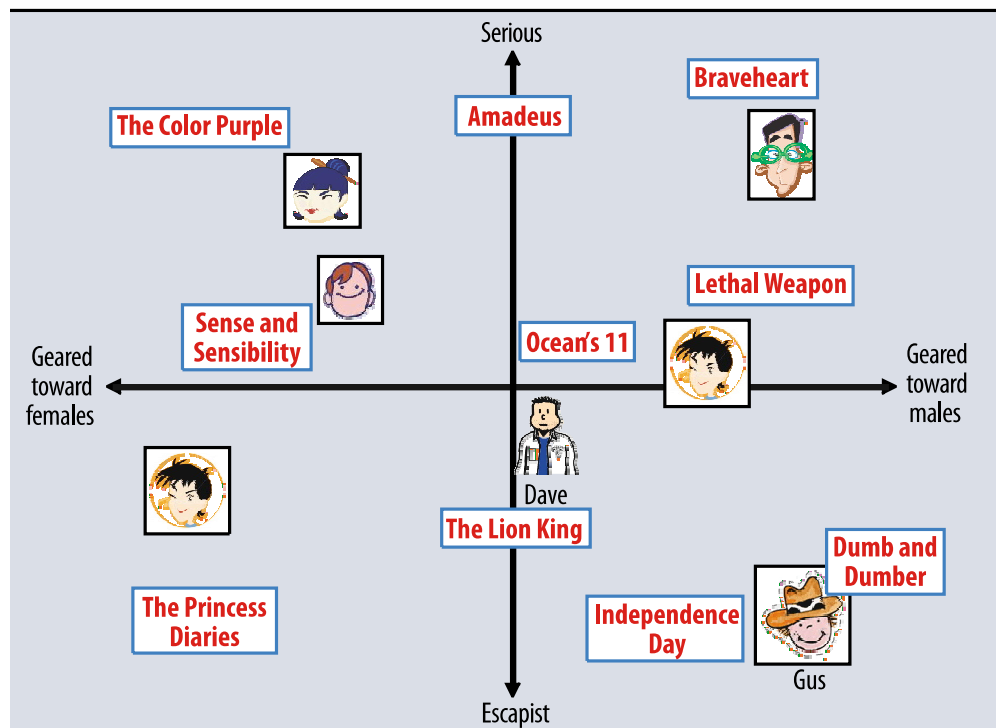 Serious
Braveheart
Amadeus
The Color Purple
Lethal Weapon
Sense and
Sensibility
Ocean's 11
Geared
toward
females
Geared
toward
males
Dave
The Lion King
Dumb and
Dumber
The Princess
Diaries
Independence
Day
Gus
Escapist